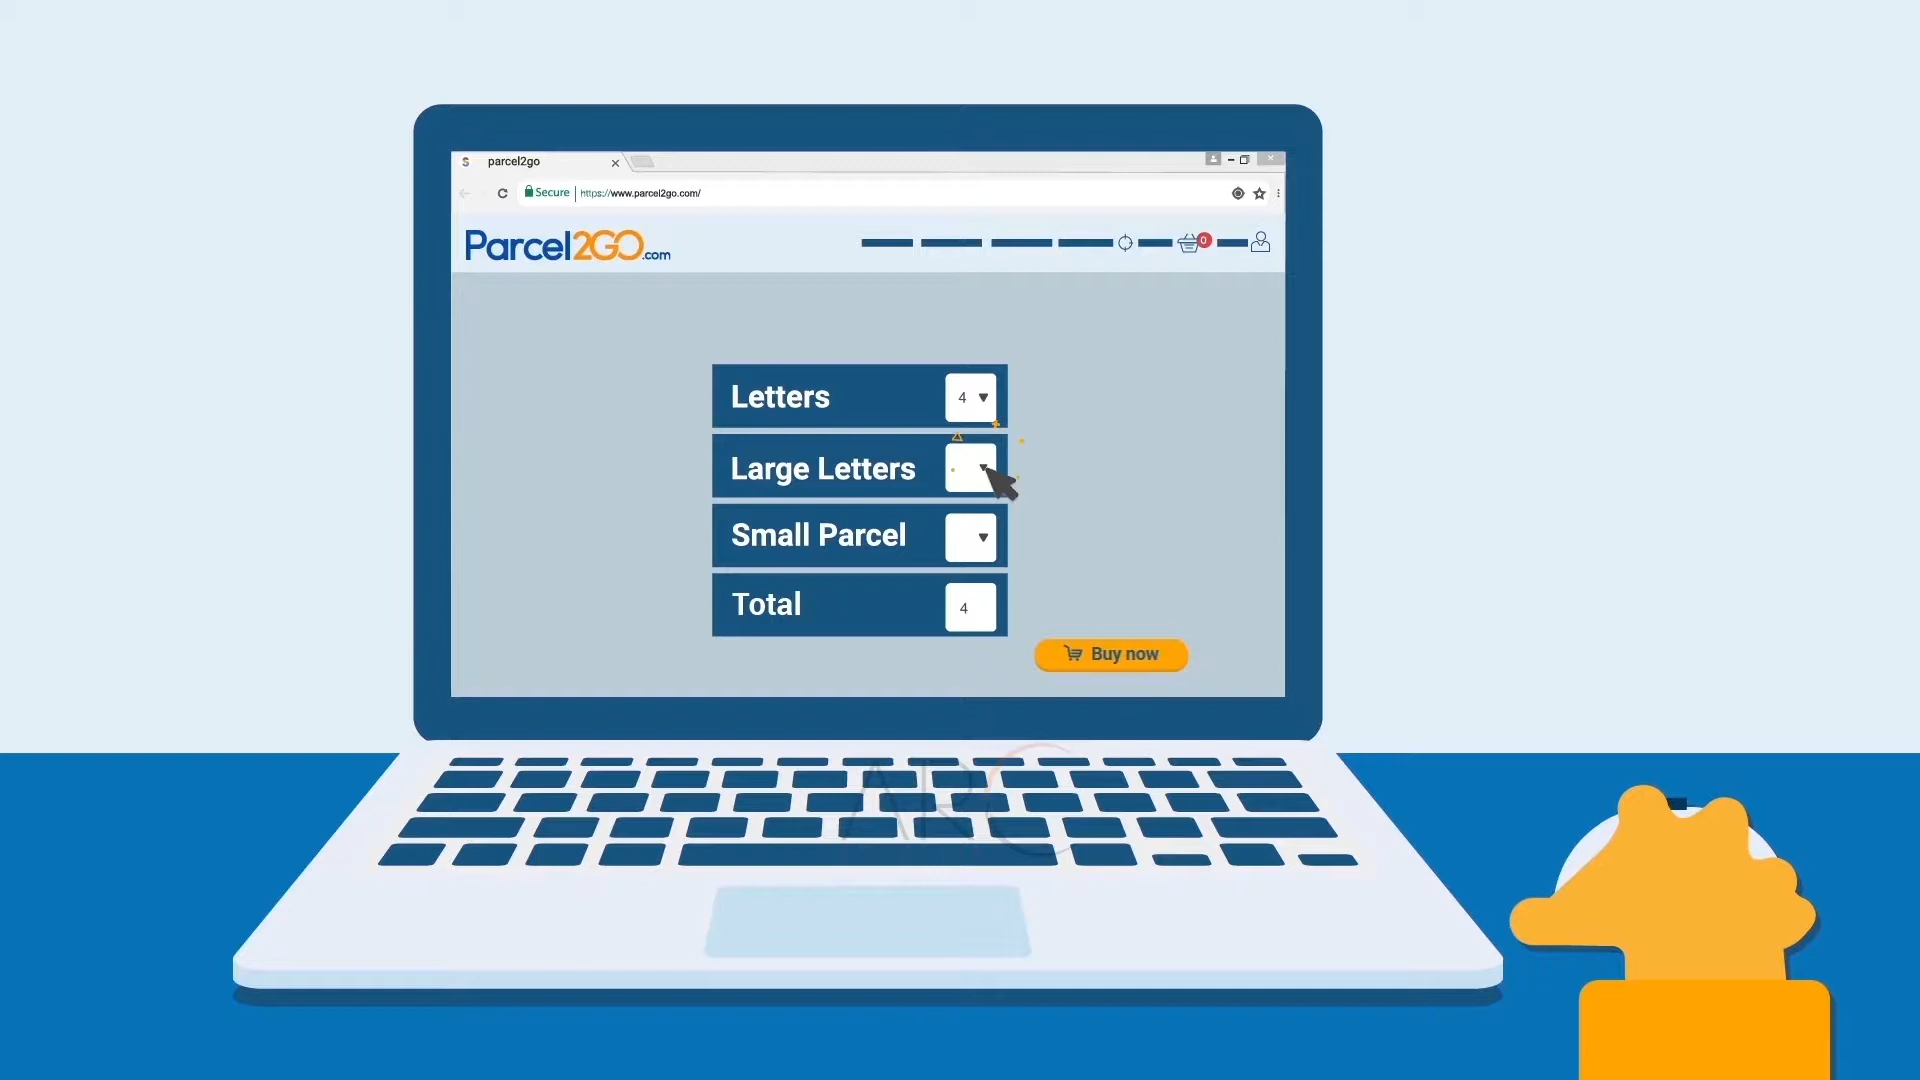 S parcel2go
Secure https://www.parcel2go.com/
Parcel2GO.com
0
Letters 4
Large Letters
Small Parcel
Total 4
Buy now
ARC